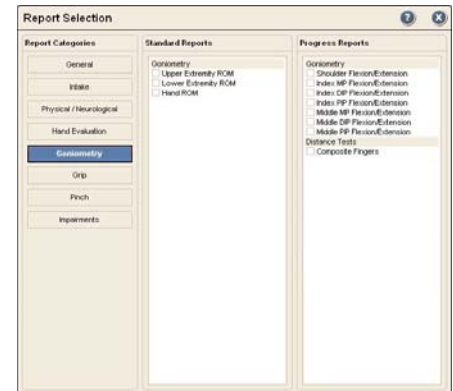 Report Selection
Report Categories
General
Intake
Physical / Neurological
Hand Evaluation
Goniometry
Grip
Pinch
Impairments
Standard Reports
Goniometry
Upper Extremity ROM
Lower Extremity ROM
Hand ROM
Progress Reports
Goniometry
Shoulder Flexion/Extension
Index MP Flexion/Extension
Index DIP Flexion/Extension
Index PIP Flexion/Extension
Middle MP Flexion/Extension
Middle DIP Flexion/Extension
Middle PIP Flexion/Extension
Distance Tests
Composite Fingers